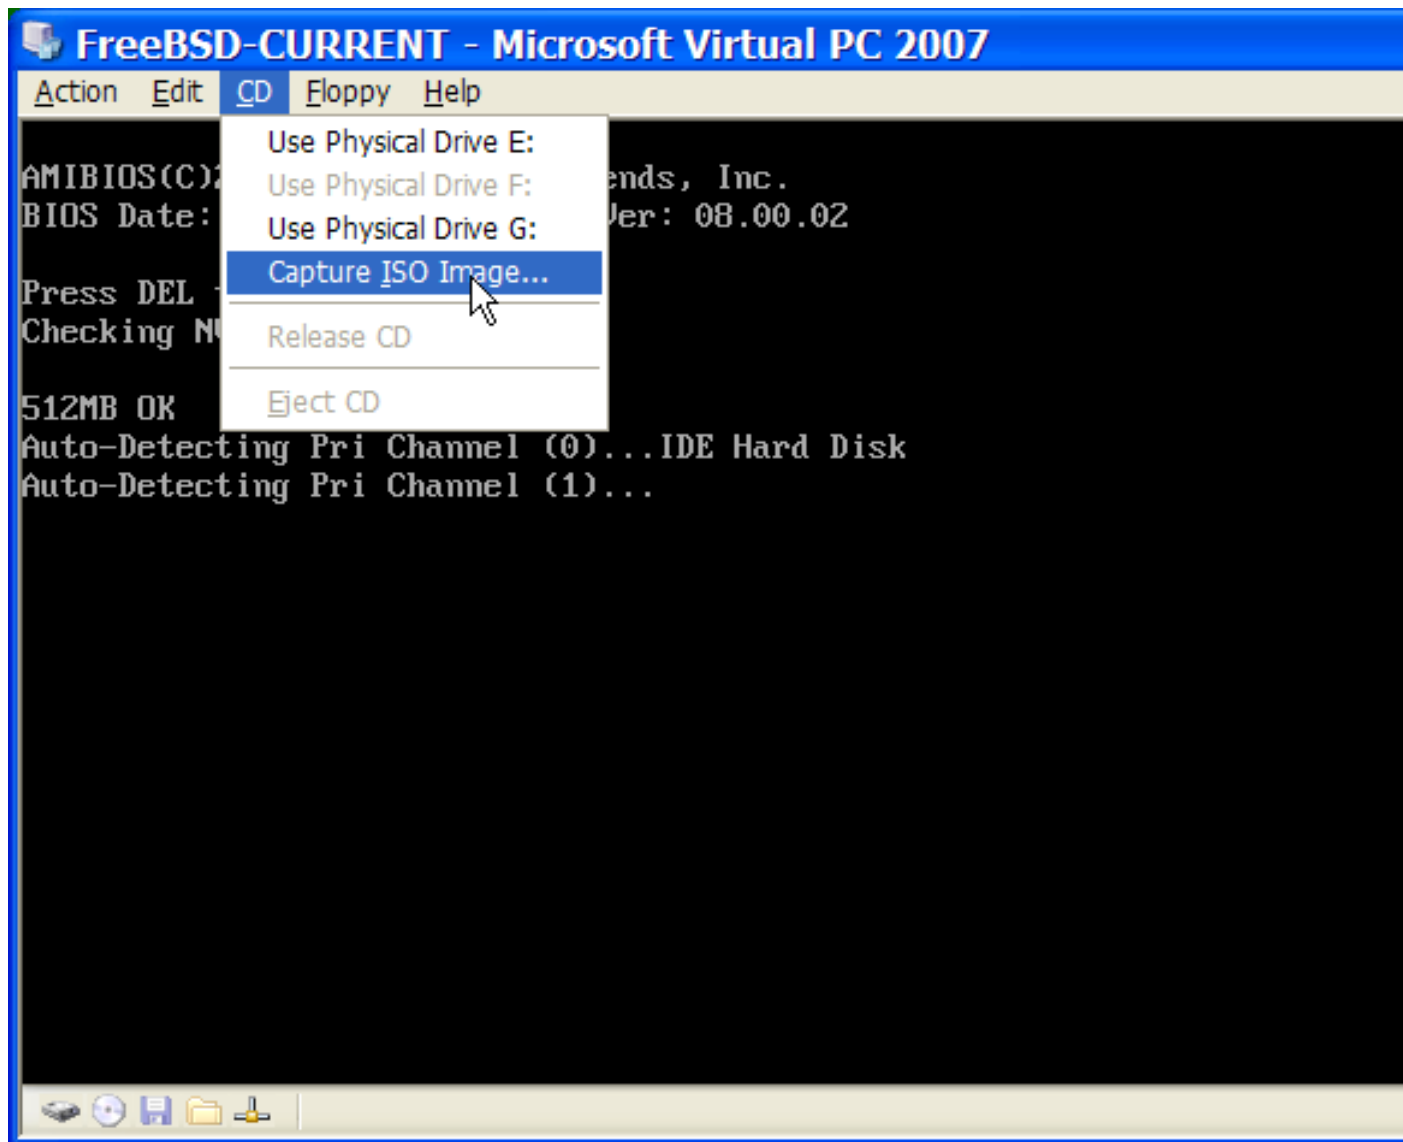 FreeBSD-CURRENT - Microsoft Virtual PC 2007
Action Edit CD Floppy Help
Use Physical Drive E:
Use Physical Drive F:
Use Physical Drive G:
Capture ISO Image...
Release CD
Eject CD
AMIBIOS(C) Inc.
BIOS Date: Ver: 08.00.02
Press DEL
Checking
512MB OK
Auto-Detecting Pri Channel (0)...IDE Hard Disk
Auto-Detecting Pri Channel (1)...